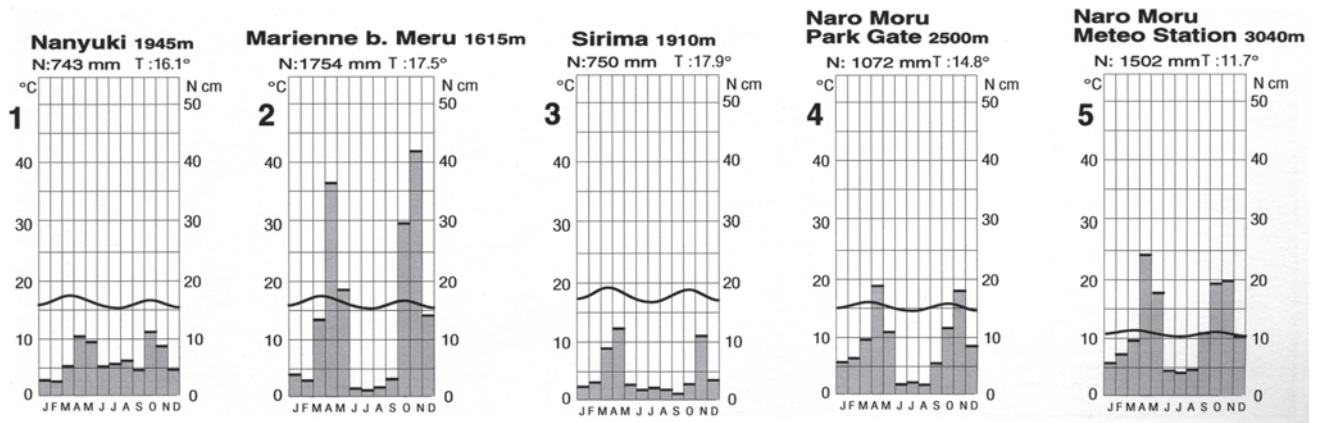 Nanyuki 1945m
N:743 mm T :16.1°
°C N cm
1
50
40 40
30 30
20 20
10 10
0 0
J F M A M J J A S O N D
Marienne b. Meru 1615m
N:1754 mm T :17.5°
°C N cm
2
50
40 40
30 30
20 20
10 10
0 0
J F M A M J J A S O N D
Sirima 1910m
N:750 mm T :17.9°
°C N cm
3
50
40 40
30 30
20 20
10 10
0 0
J F M A M J J A S O N D
Naro Moru
Park Gate 2500m
N: 1072 mm T :14.8°
°C N cm
4
50
40 40
30 30
20 20
10 10
0 0
J F M A M J J A S O N D
Naro Moru
Meteo Station 3040m
N: 1502 mm T :11.7°
°C N cm
5
50
40 40
30 30
20 20
10 10
0 0
J F M A M J J A S O N D